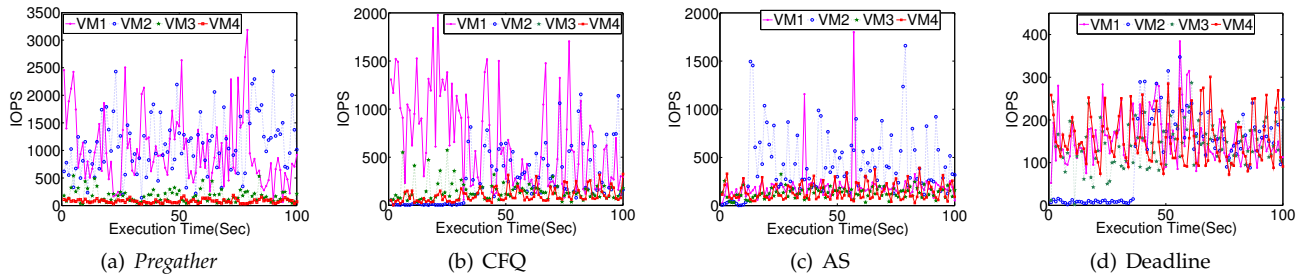 VM1 VM2 VM3 VM4
3500
3000
2500
2000
1500
1000
500
0
IOPS
0 50 100
Execution Time(Sec)
(a) Pregather
VM1 VM2 VM3 VM4
2000
1500
1000
500
0
IOPS
0 50 100
Execution Time(Sec)
(b) CFQ
VM1 VM2 VM3 VM4
2000
1500
1000
500
0
IOPS
0 50 100
Execution Time(Sec)
(c) AS
VM1 VM2 VM3 VM4
400
300
200
100
0
IOPS
0 50 100
Execution Time(Sec)
(d) Deadline